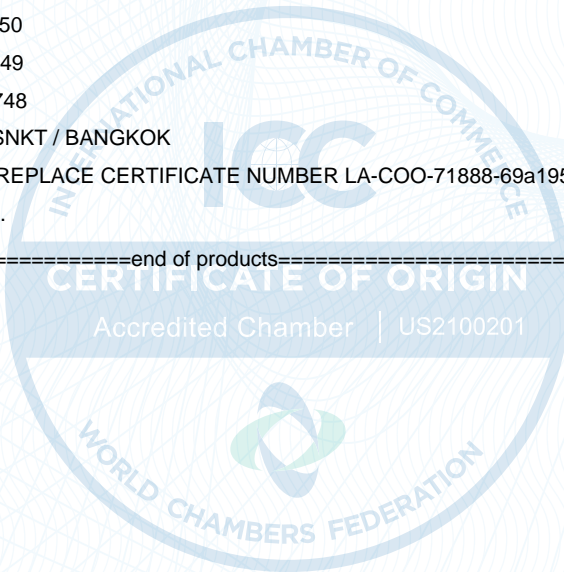 50
49
748
SNKT / BANGKOK
REPLACE CERTIFICATE NUMBER LA-COO-71888-69a195
.
===========end of products========================
INTERNATIONAL CHAMBER OF COMMERCE
ICC
CERTIFICATE OF ORIGIN
Accredited Chamber | US2100201
WORLD CHAMBERS FEDERATION